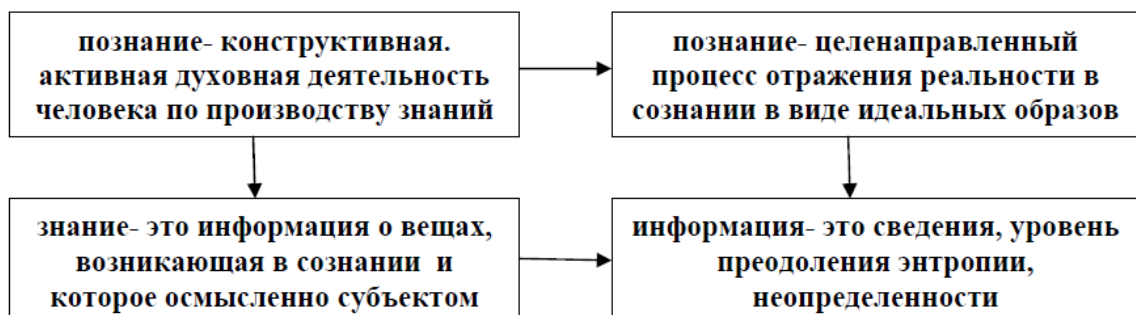 познание- конструктивная.
активная духовная деятельность
человека по производству знаний
познание- целенаправленный
процесс отражения реальности в
сознании в виде идеальных образов
знание- это информация о вещах,
возникающая в сознании и
которое осмысленно субъектом
информация- это сведения, уровень
преодоления энтропии,
неопределенности